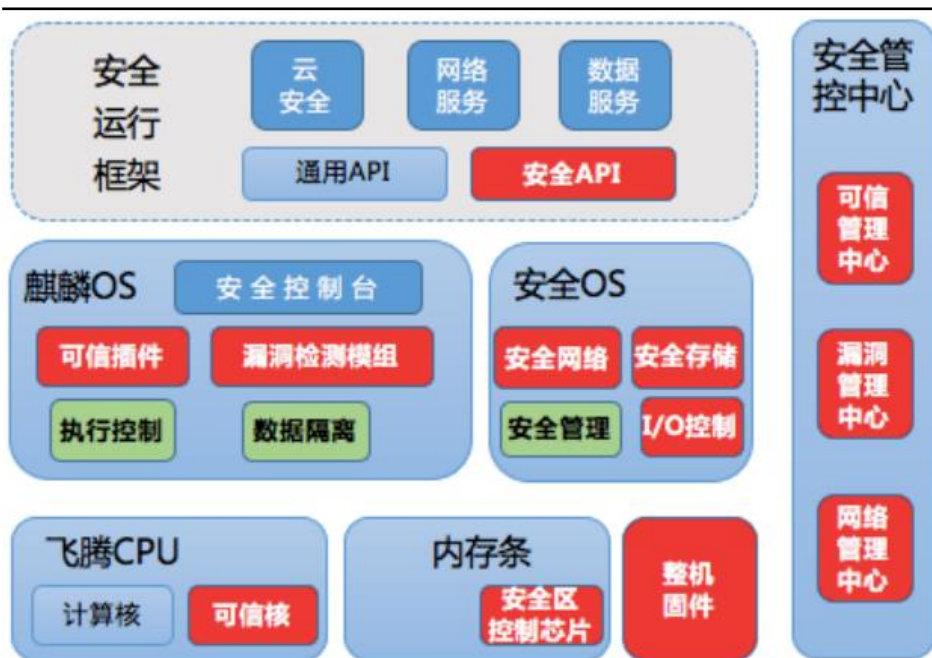 安全
运行
框架
云
安全
网络
服务
数据
服务
通用API
安全API
麒麟OS
安全控制台
可信插件
漏洞检测模组
执行控制
数据隔离
安全OS
安全网络
安全存储
安全管理
I/O控制
飞腾CPU
计算核
可信核
内存条
安全区
控制芯片
整机
固件
安全管
控中心
可信
管理
中心
漏洞
管理
中心
网络
管理
中心